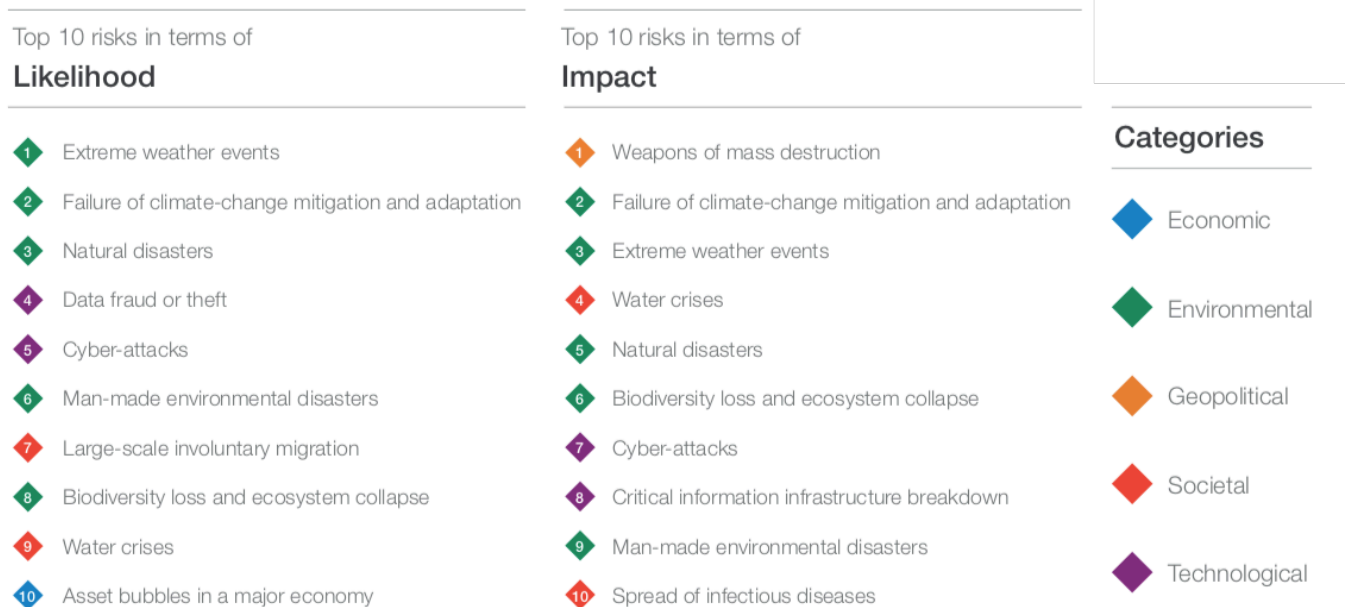 Top 10 risks in terms of
Likelihood
1 Extreme weather events
2 Failure of climate-change mitigation and adaptation
3 Natural disasters
4 Data fraud or theft
5 Cyber-attacks
6 Man-made environmental disasters
7 Large-scale involuntary migration
8 Biodiversity loss and ecosystem collapse
9 Water crises
10 Asset bubbles in a major economy
Top 10 risks in terms of
Impact
1 Weapons of mass destruction
2 Failure of climate-change mitigation and adaptation
3 Extreme weather events
4 Water crises
5 Natural disasters
6 Biodiversity loss and ecosystem collapse
7 Cyber-attacks
8 Critical information infrastructure breakdown
9 Man-made environmental disasters
10 Spread of infectious diseases
Categories
Economic
Environmental
Geopolitical
Societal
Technological